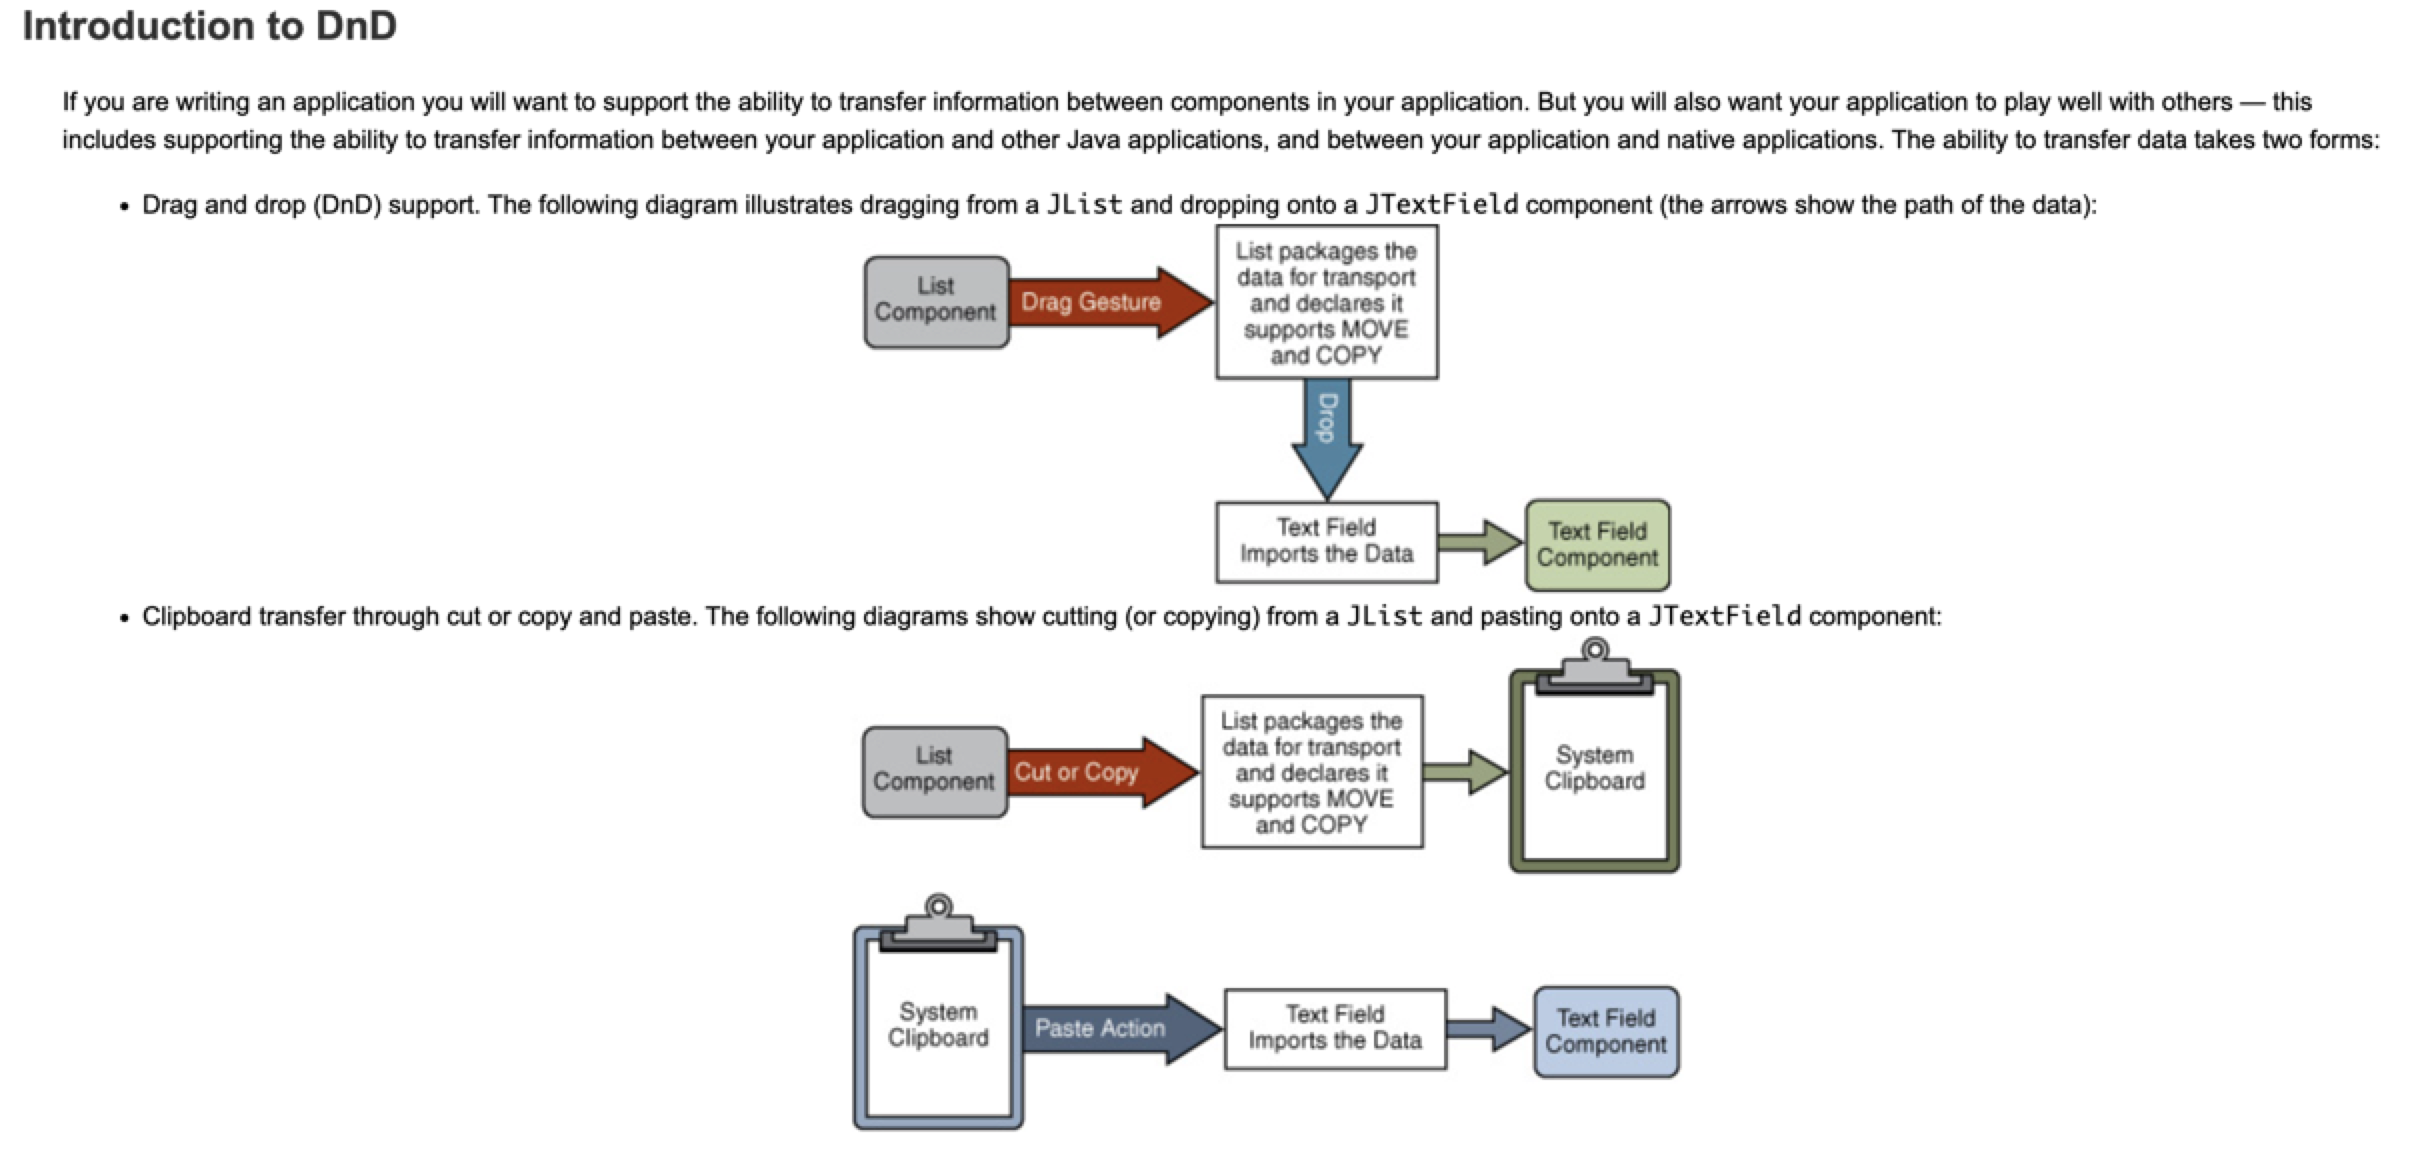 Introduction to DnD
If you are writing an application you will want to support the ability to transfer information between components in your application. But you will also want your application to play well with others — this
includes supporting the ability to transfer information between your application and other Java applications, and between your application and native applications. The ability to transfer data takes two forms:
• Drag and drop (DnD) support. The following diagram illustrates dragging from a JList and dropping onto a JTextField component (the arrows show the path of the data):
List
Component
Drag Gesture
List packages the
data for transport
and declares it
supports MOVE
and COPY
Drop
Text Field
Imports the Data
Text Field
Component
• Clipboard transfer through cut or copy and paste. The following diagrams show cutting (or copying) from a JList and pasting onto a JTextField component:
List
Component
Cut or Copy
List packages the
data for transport
and declares it
supports MOVE
and COPY
System
Clipboard
System
Clipboard
Paste Action
Text Field
Imports the Data
Text Field
Component